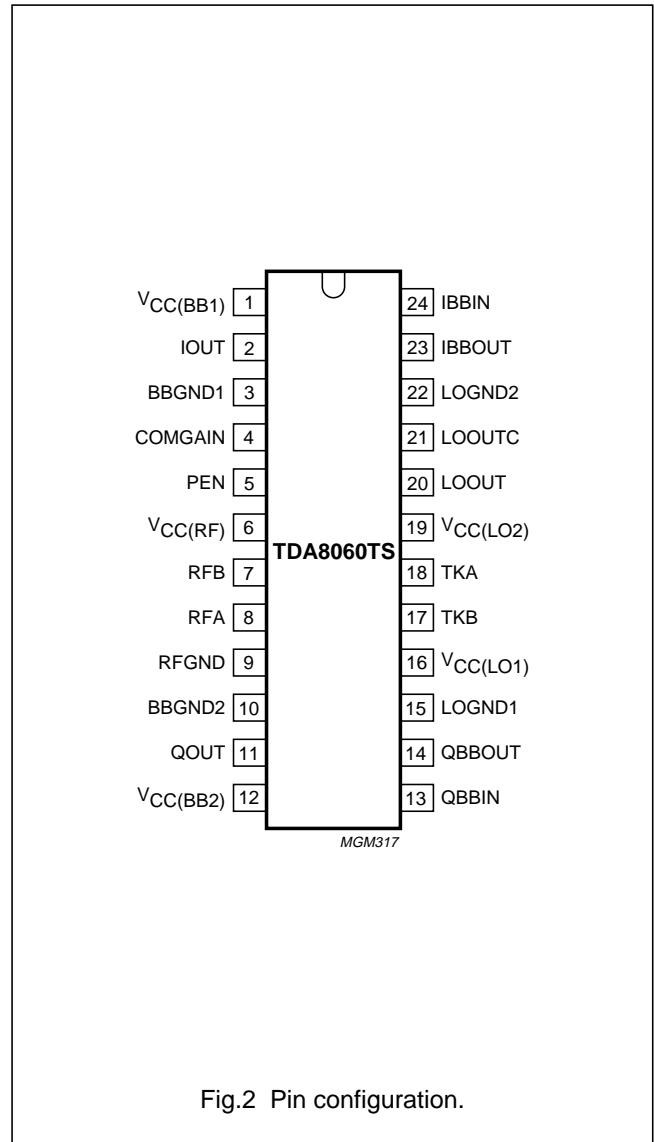 VCC(BB1) 1 24 IBBIN
IOUT 2 23 IBBOUT
BBGND1 3 22 LOGND2
COMGAIN 4 21 LOOUTC
PEN 5 20 LOOUT
VCC(RF) 6 19 VCC(LO2)
TDA8060TS
RFB 7 18 TKA
RFA 8 17 TKB
RFGND 9 16 VCC(LO1)
BBGND2 10 15 LOGND1
QOUT 11 14 QBBOUT
VCC(BB2) 12 13 QBBIN
MGM317
Fig.2 Pin configuration.